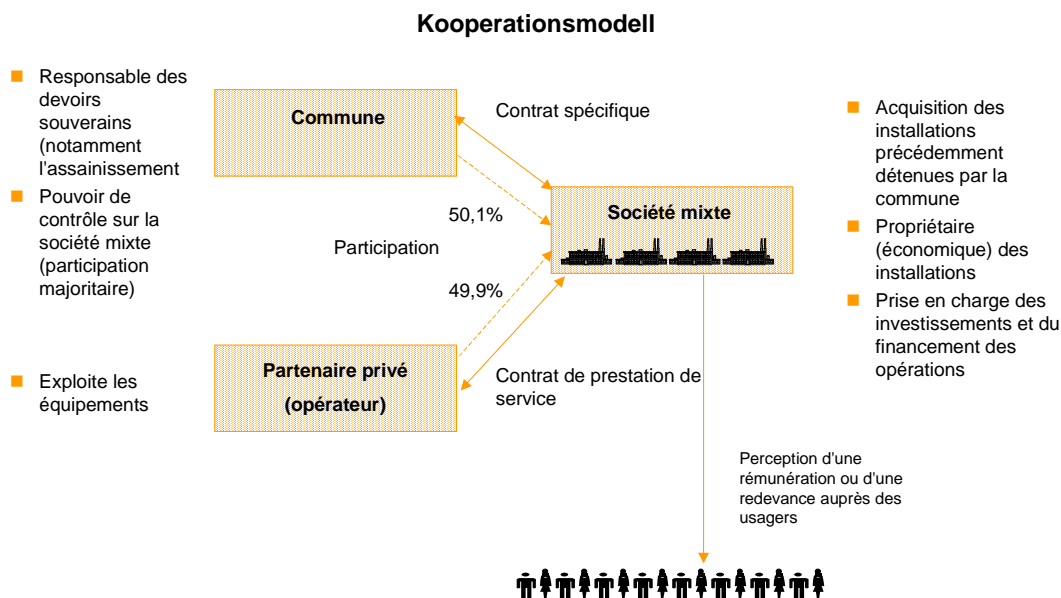 Kooperationsmodell
Responsable des
devoirs
souverains
(notamment
l'assainissement
Pouvoir de
contrôle sur la
société mixte
(participation
majoritaire)
Exploite les
équipements
Commune
Contrat spécifique
50,1%
Participation
49,9%
Société mixte
Partenaire privé
(opérateur)
Contrat de prestation de
service
Acquisition des
installations
précédemment
détenues par la
commune
Propriétaire
(économique) des
installations
Prise en charge des
investissements et du
financement des
opérations
Perception d'une
rémunération ou d'une
redevance auprès des
usagers